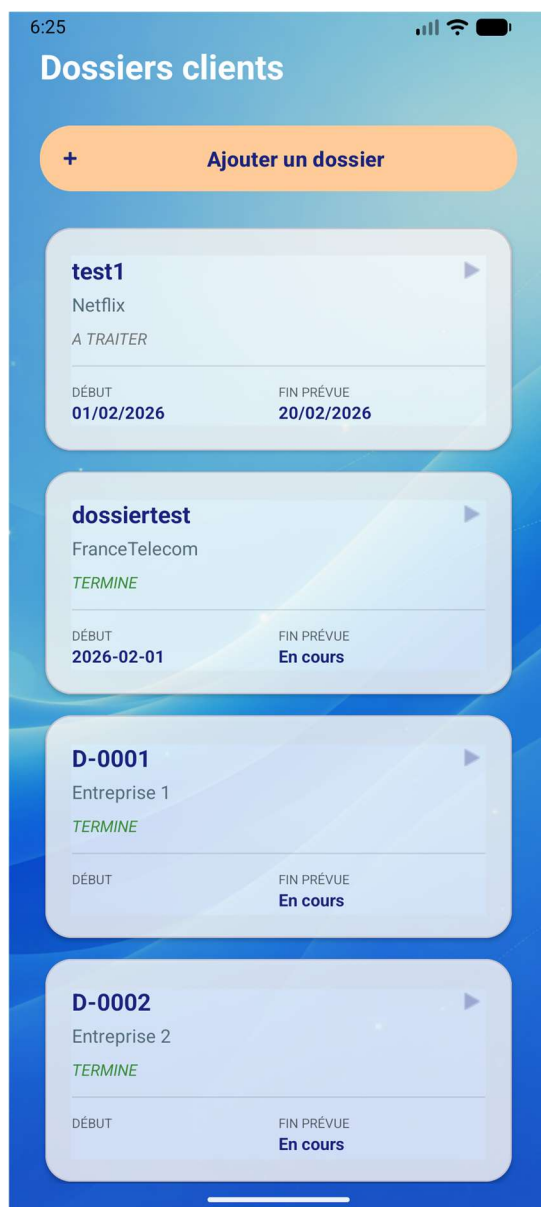 6:25
Dossiers clients
+ Ajouter un dossier
test1
Netflix
A TRAITER
DÉBUT FIN PRÉVUE
01/02/2026 20/02/2026
dossiertest
FranceTelecom
TERMINE
DÉBUT FIN PRÉVUE
2026-02-01 En cours
D-0001
Entreprise 1
TERMINE
DÉBUT FIN PRÉVUE
En cours
D-0002
Entreprise 2
TERMINE
DÉBUT FIN PRÉVUE
En cours